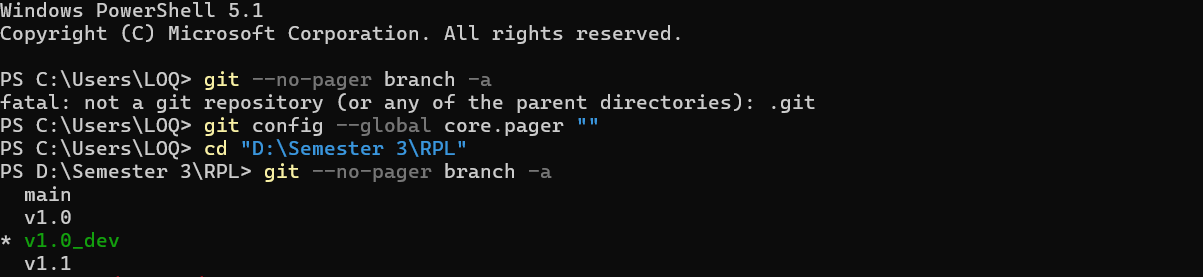 Windows PowerShell 5.1
Copyright (C) Microsoft Corporation. All rights reserved.
PS C:\Users\LOQ> git --no-pager branch -a
fatal: not a git repository (or any of the parent directories): .git
PS C:\Users\LOQ> git config --global core.pager ""
PS C:\Users\LOQ> cd "D:\Semester 3\RPL"
PS D:\Semester 3\RPL> git --no-pager branch -a
  main
  v1.0
* v1.0_dev
  v1.1